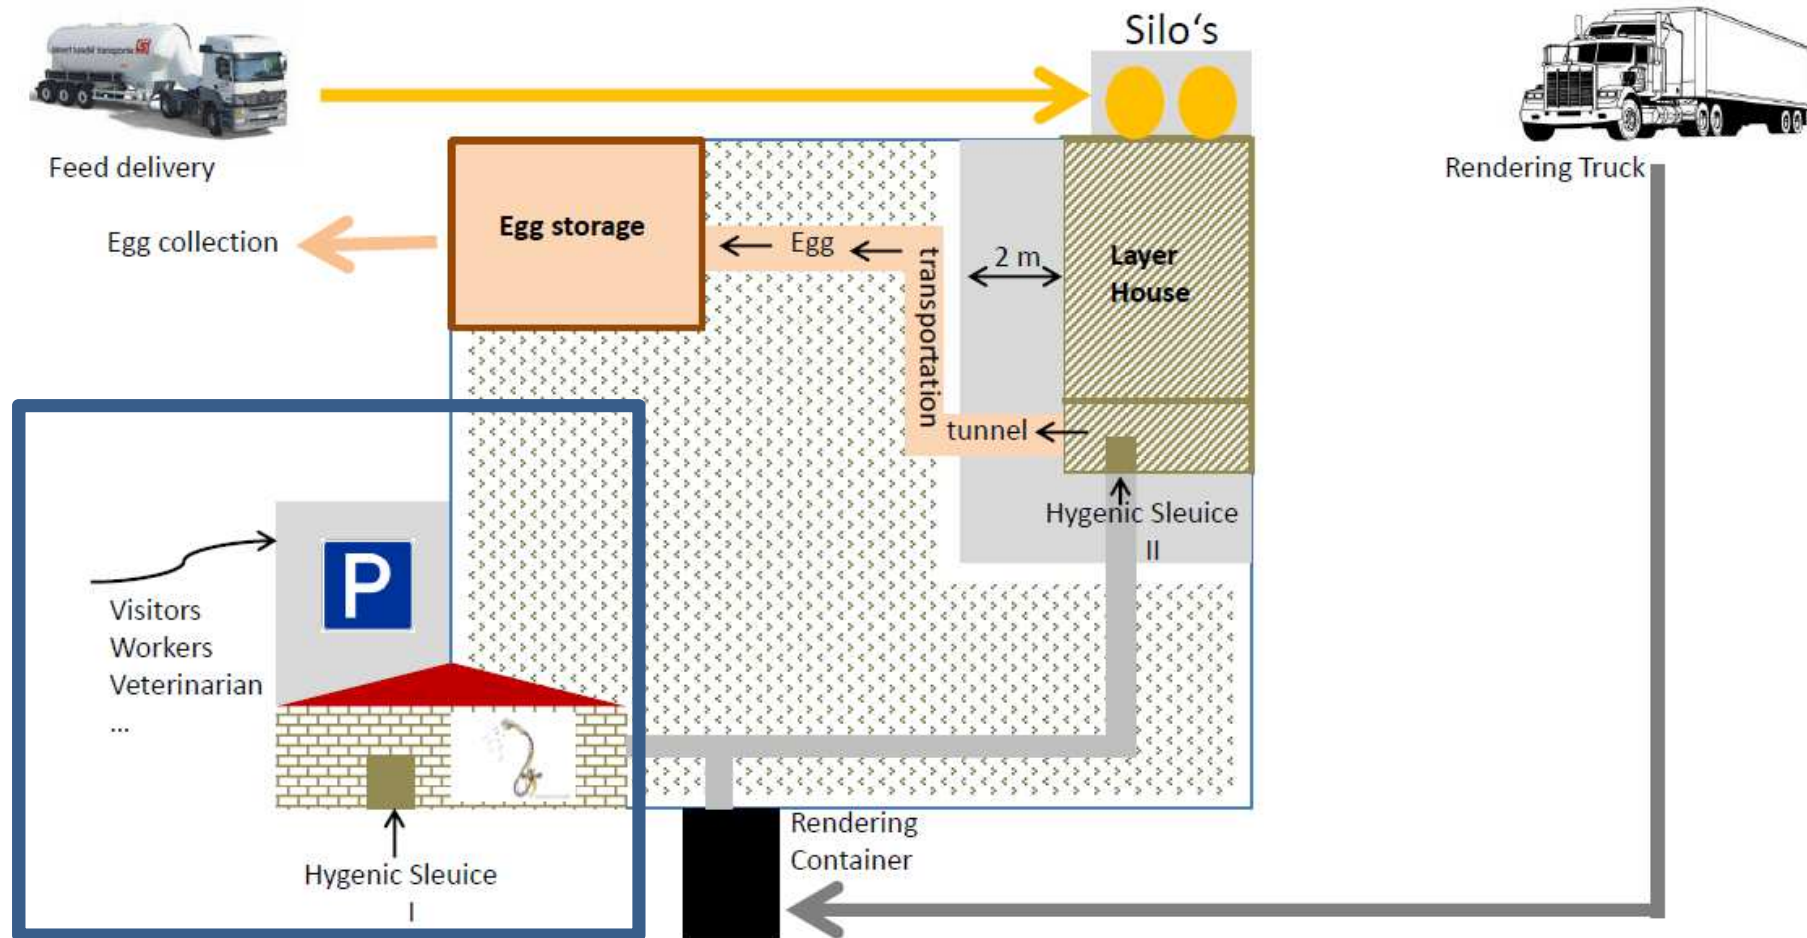 Silo‘s
Feed delivery
Rendering Truck
Egg collection
Egg storage
Egg
transportation
tunnel
2 m
Layer
House
Hygenic Sleuice
II
P
Visitors
Workers
Veterinarian
...
Hygenic Sleuice
I
Rendering
Container